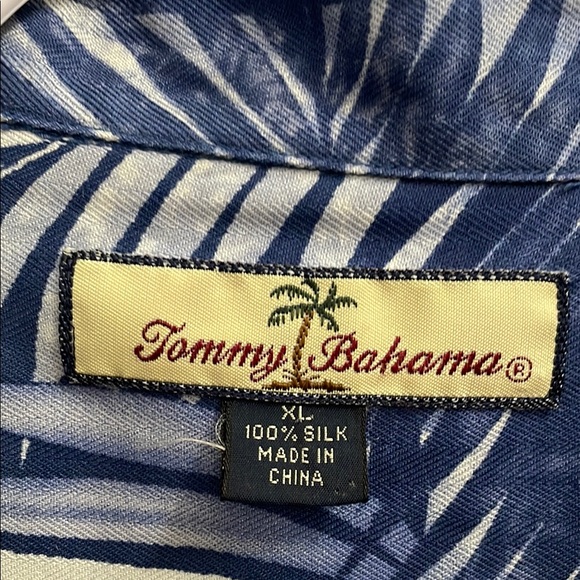 Tommy Bahama®
XL
100% SILK
MADE IN
CHINA